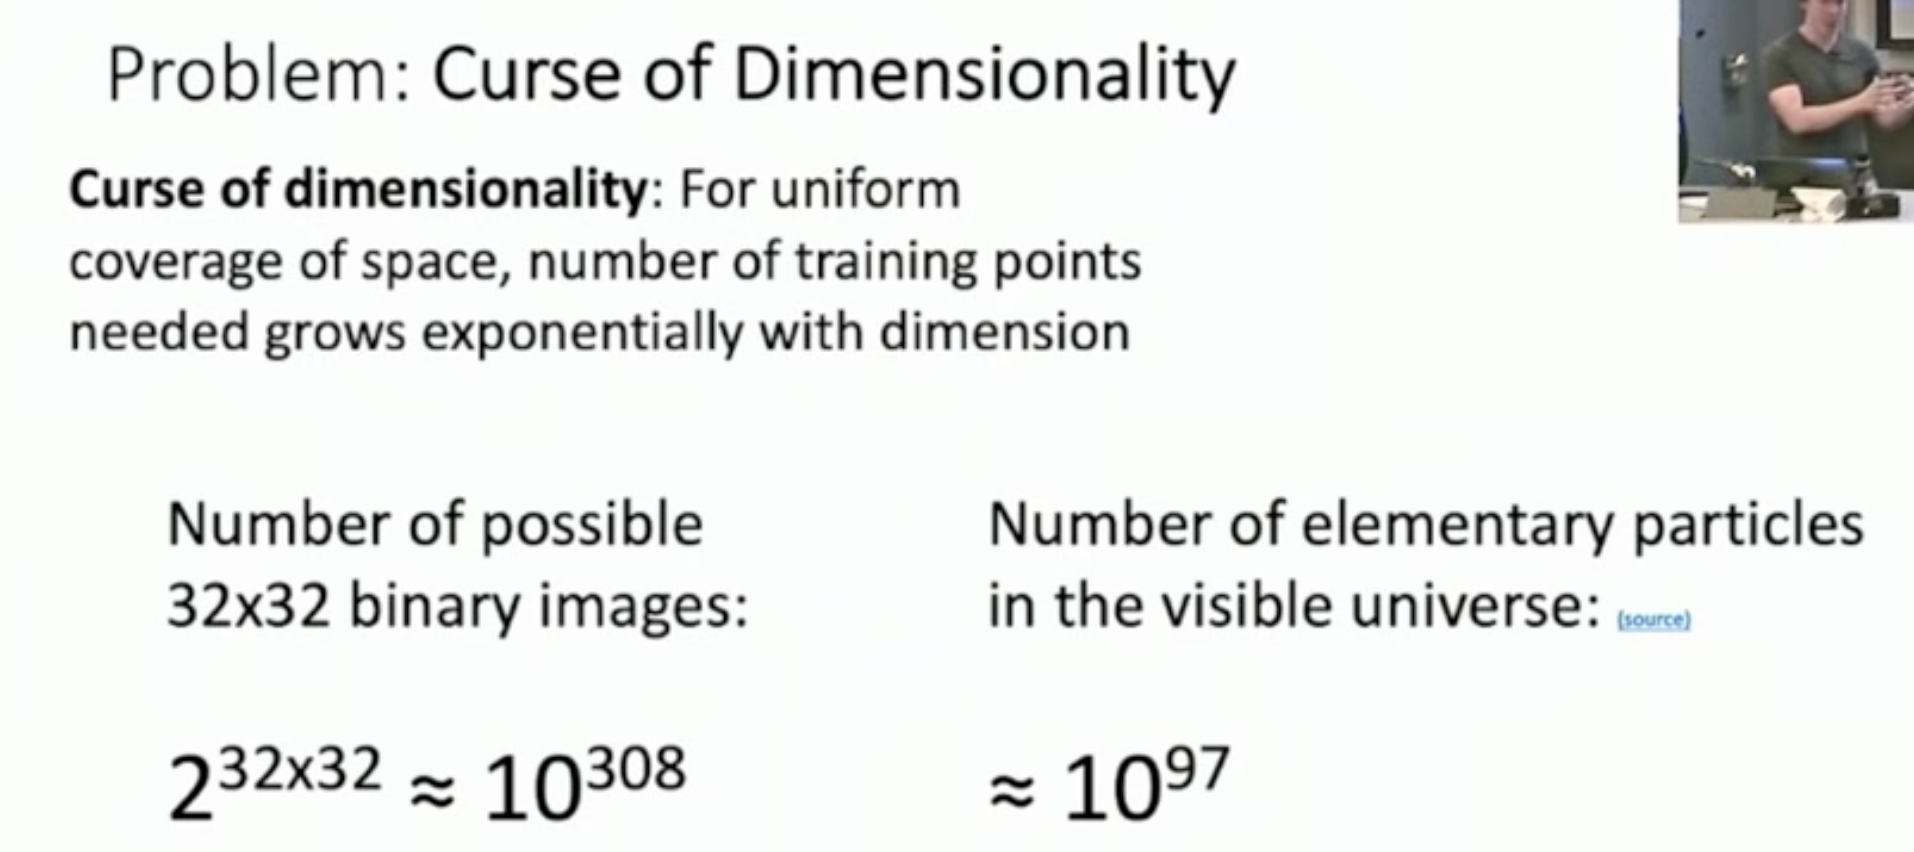 Problem: Curse of Dimensionality
Curse of dimensionality: For uniform
coverage of space, number of training points
needed grows exponentially with dimension
Number of possible
32x32 binary images:
2^32x32 ≈ 10^308
Number of elementary particles
in the visible universe: (source)
≈ 10^97